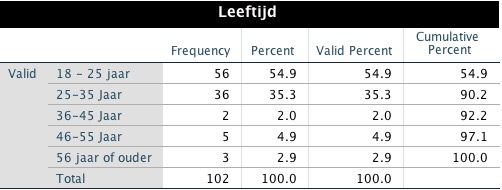 Leeftijd
Frequency Percent Valid Percent Cumulative Percent
Valid 18 - 25 jaar 56 54.9 54.9 54.9
25-35 Jaar 36 35.3 35.3 90.2
36-45 Jaar 2 2.0 2.0 92.2
46-55 Jaar 5 4.9 4.9 97.1
56 jaar of ouder 3 2.9 2.9 100.0
Total 102 100.0 100.0